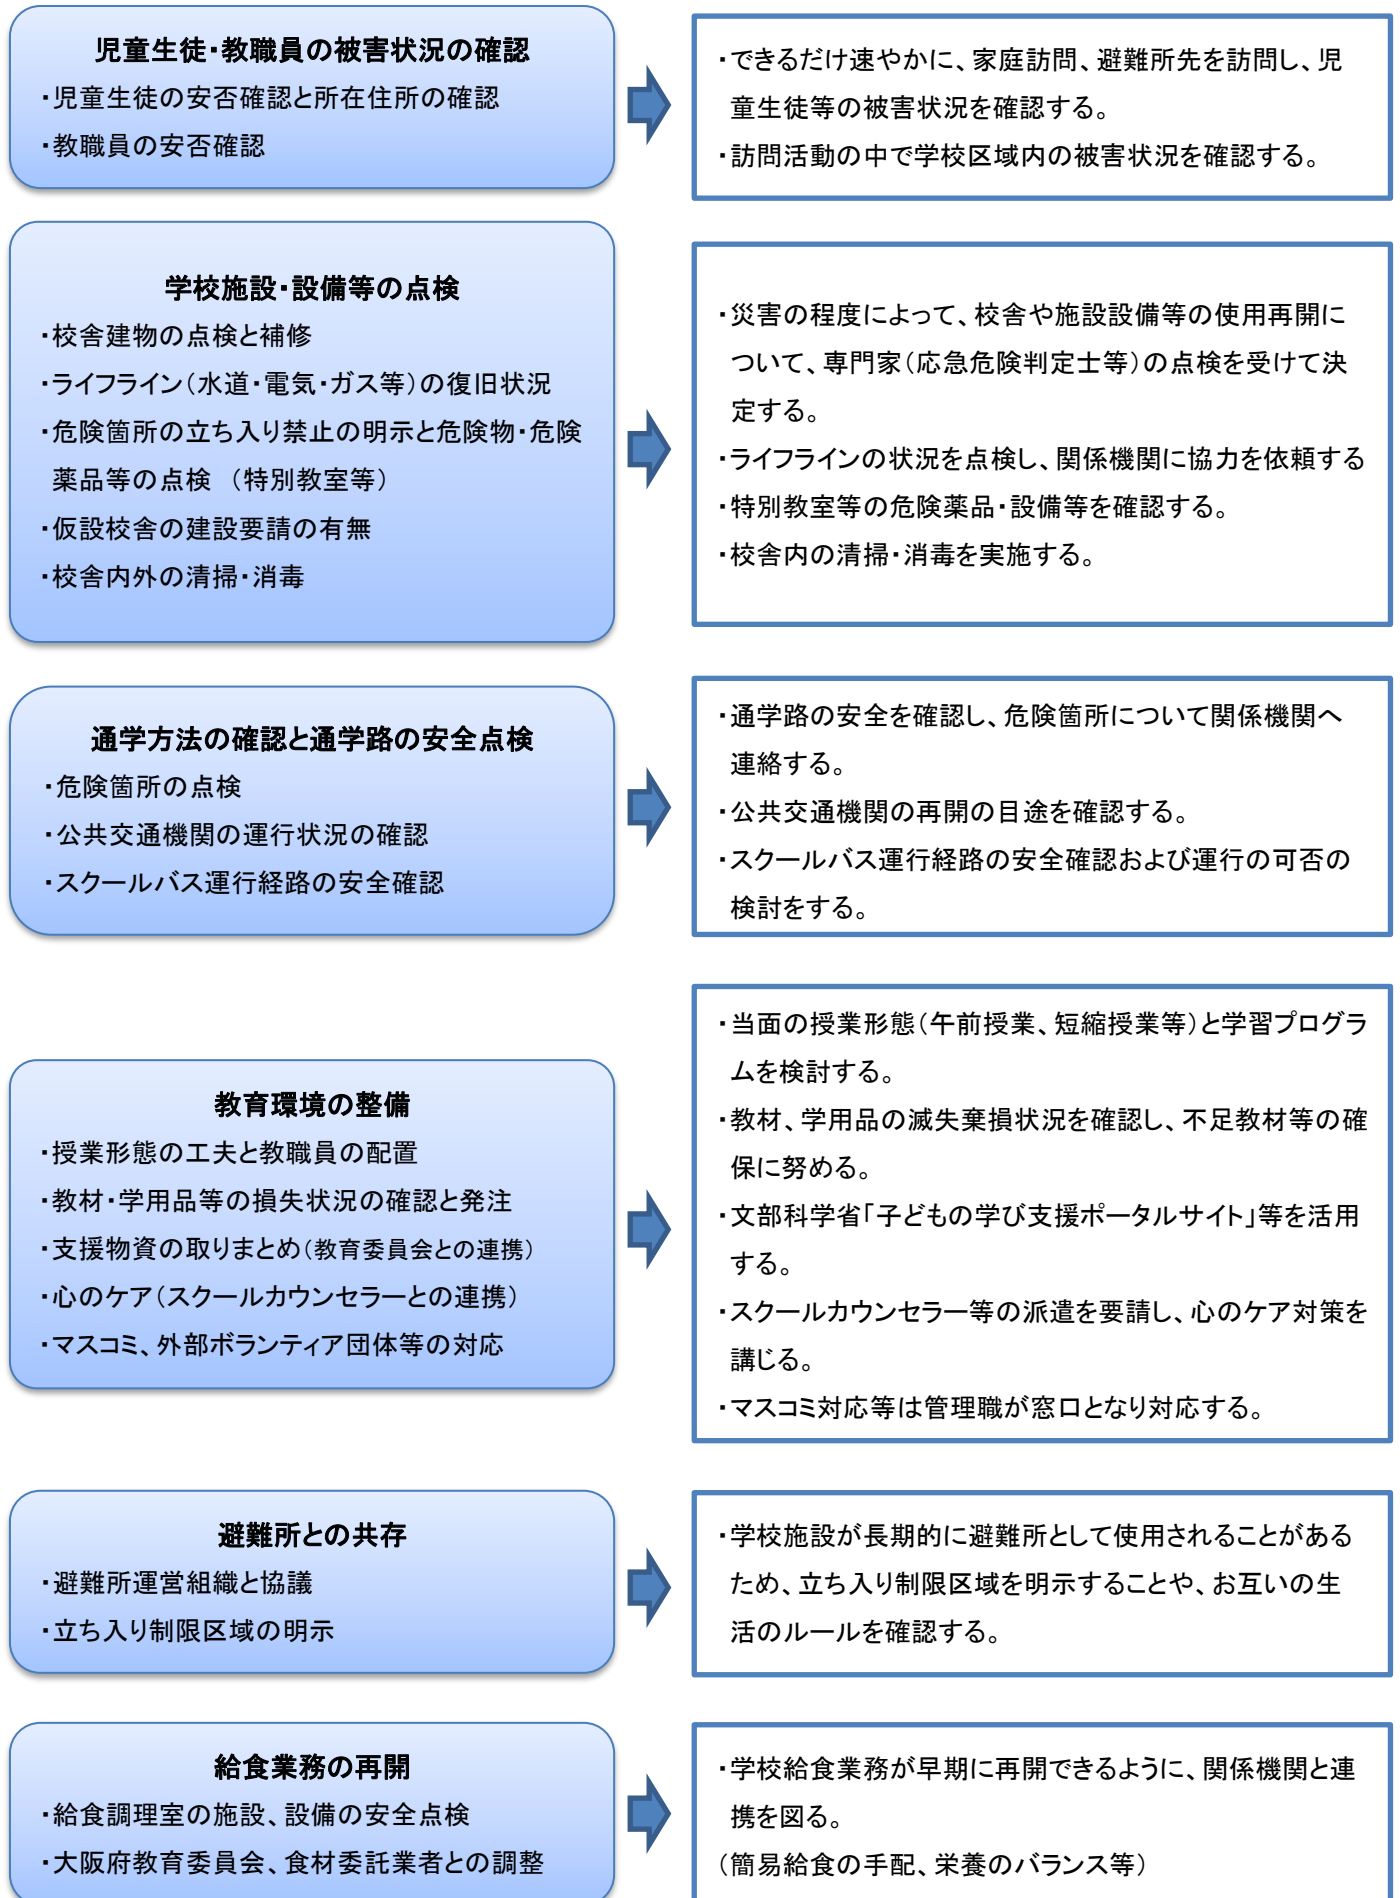 児童生徒・教職員の被害状況の確認
・児童生徒の安否確認と所在住所の確認
・教職員の安否確認
・できるだけ速やかに、家庭訪問、避難所先を訪問し、児
童生徒等の被害状況を確認する。
・訪問活動の中で学校区域内の被害状況を確認する。
学校施設・設備等の点検
・校舎建物の点検と補修
・ライフライン（水道・電気・ガス等）の復旧状況
・危険箇所の立ち入り禁止の明示と危険物・危険
薬品等の点検　（特別教室等）
・仮設校舎の建設要請の有無
・校舎内外の清掃・消毒
・災害の程度によって、校舎や施設設備等の使用再開に
ついて、専門家（応急危険判定士等）の点検を受けて決
定する。
・ライフラインの状況を点検し、関係機関に協力を依頼する
・特別教室等の危険薬品・設備等を確認する。
・校舎内の清掃・消毒を実施する。
通学方法の確認と通学路の安全点検
・危険箇所の点検
・公共交通機関の運行状況の確認
・スクールバス運行経路の安全確認
・通学路の安全を確認し、危険箇所について関係機関へ
連絡する。
・公共交通機関の再開の目途を確認する。
・スクールバス運行経路の安全確認および運行の可否の
検討をする。
教育環境の整備
・授業形態の工夫と教職員の配置
・教材・学用品等の損失状況の確認と発注
・支援物資の取りまとめ（教育委員会との連携）
・心のケア（スクールカウンセラーとの連携）
・マスコミ、外部ボランティア団体等の対応
・当面の授業形態（午前授業、短縮授業等）と学習プログラ
ムを検討する。
・教材、学用品の滅失棄損状況を確認し、不足教材等の確
保に努める。
・文部科学省「子どもの学び支援ポータルサイト」等を活用
する。
・スクールカウンセラー等の派遣を要請し、心のケア対策を
講じる。
・マスコミ対応等は管理職が窓口となり対応する。
避難所との共存
・避難所運営組織と協議
・立ち入り制限区域の明示
・学校施設が長期的に避難所として使用されることがある
ため、立ち入り制限区域を明示することや、お互いの生
活のルールを確認する。
給食業務の再開
・給食調理室の施設、設備の安全点検
・大阪府教育委員会、食材委託業者との調整
・学校給食業務が早期に再開できるように、関係機関と連
携を図る。
（簡易給食の手配、栄養のバランス等）